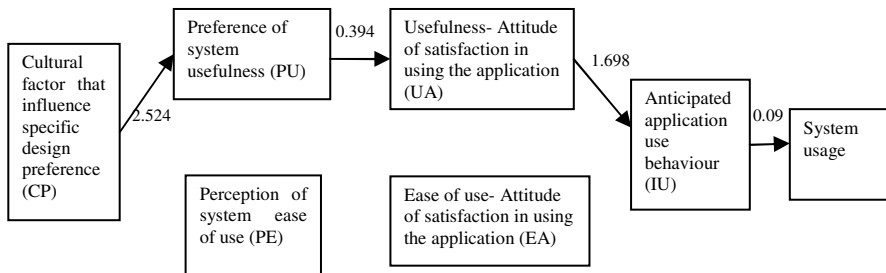 Cultural
factor that
influence
specific
design
preference
(CP)
2.524
Preference of
system
usefulness (PU)
0.394
Usefulness- Attitude
of satisfaction in
using the application
(UA)
1.698
Anticipated
application
use
behaviour
(IU)
0.09
System
usage
Perception of
system ease
of use (PE)
Ease of use- Attitude
of satisfaction in using
the application (EA)